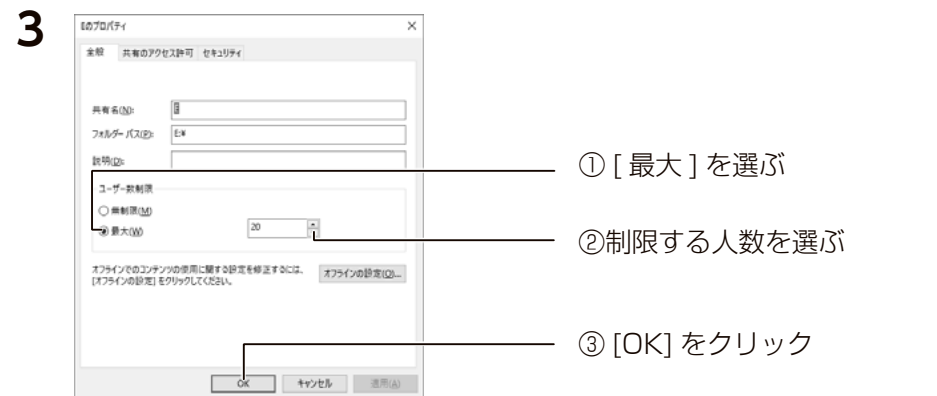 3
Eのプロパティ
全般 共有のアクセス許可 セキュリティ
共有名(N): E
フォルダー パス(P): E:¥
説明(D):
ユーザー数制限
無制限(M)
最大(W) 20
オフラインでのコンテンツの使用に関する設定を修正するには、
[オフラインの設定] をクリックしてください。
オフラインの設定(O)...
OK キャンセル 適用(A)
① [ 最大 ] を選ぶ
②制限する人数を選ぶ
③ [OK] をクリック